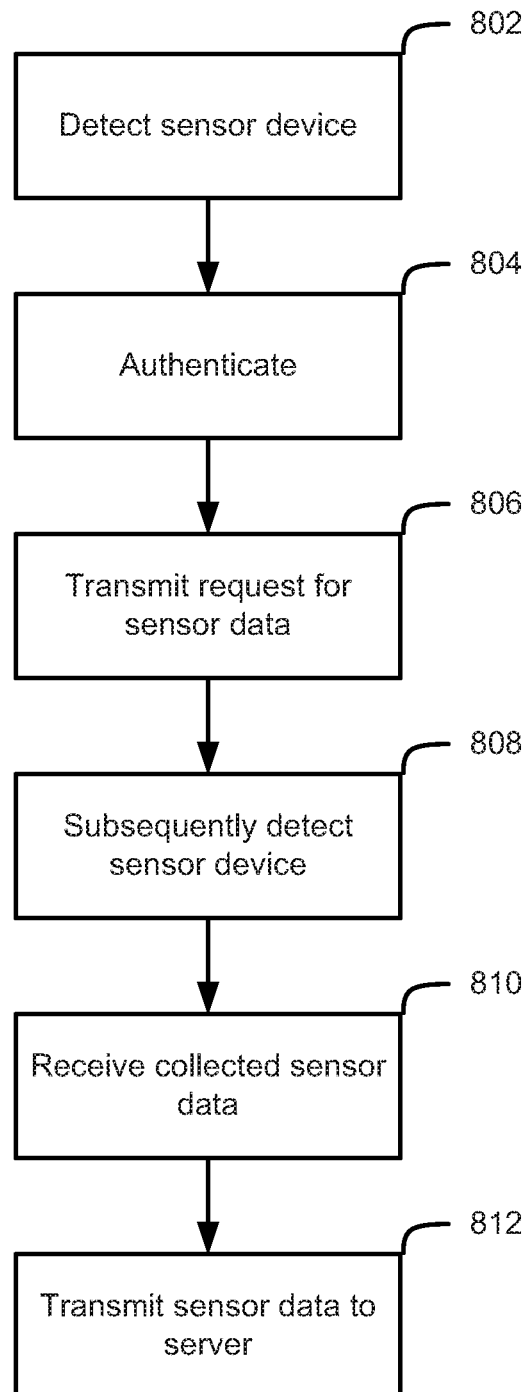 802
Detect sensor device
804
Authenticate
806
Transmit request for
sensor data
808
Subsequently detect
sensor device
810
Receive collected sensor
data
812
Transmit sensor data to
server